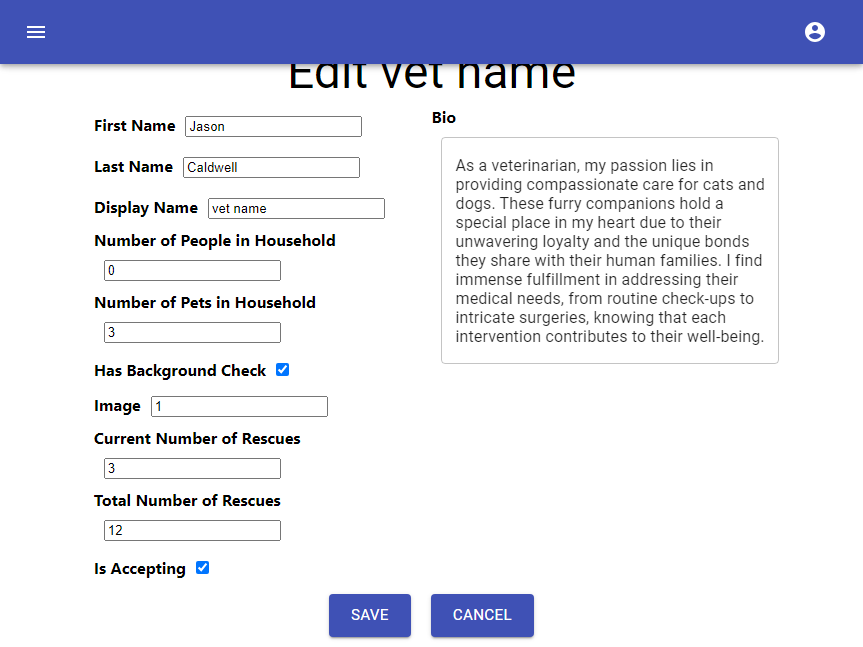 Edit vet name
First Name Jason
Last Name Caldwell
Display Name vet name
Number of People in Household
0
Number of Pets in Household
3
Has Background Check
Image 1
Current Number of Rescues
3
Total Number of Rescues
12
Is Accepting
Bio
As a veterinarian, my passion lies in
providing compassionate care for cats and
dogs. These furry companions hold a
special place in my heart due to their
unwavering loyalty and the unique bonds
they share with their human families. I find
immense fulfillment in addressing their
medical needs, from routine check-ups to
intricate surgeries, knowing that each
intervention contributes to their well-being.
SAVE CANCEL